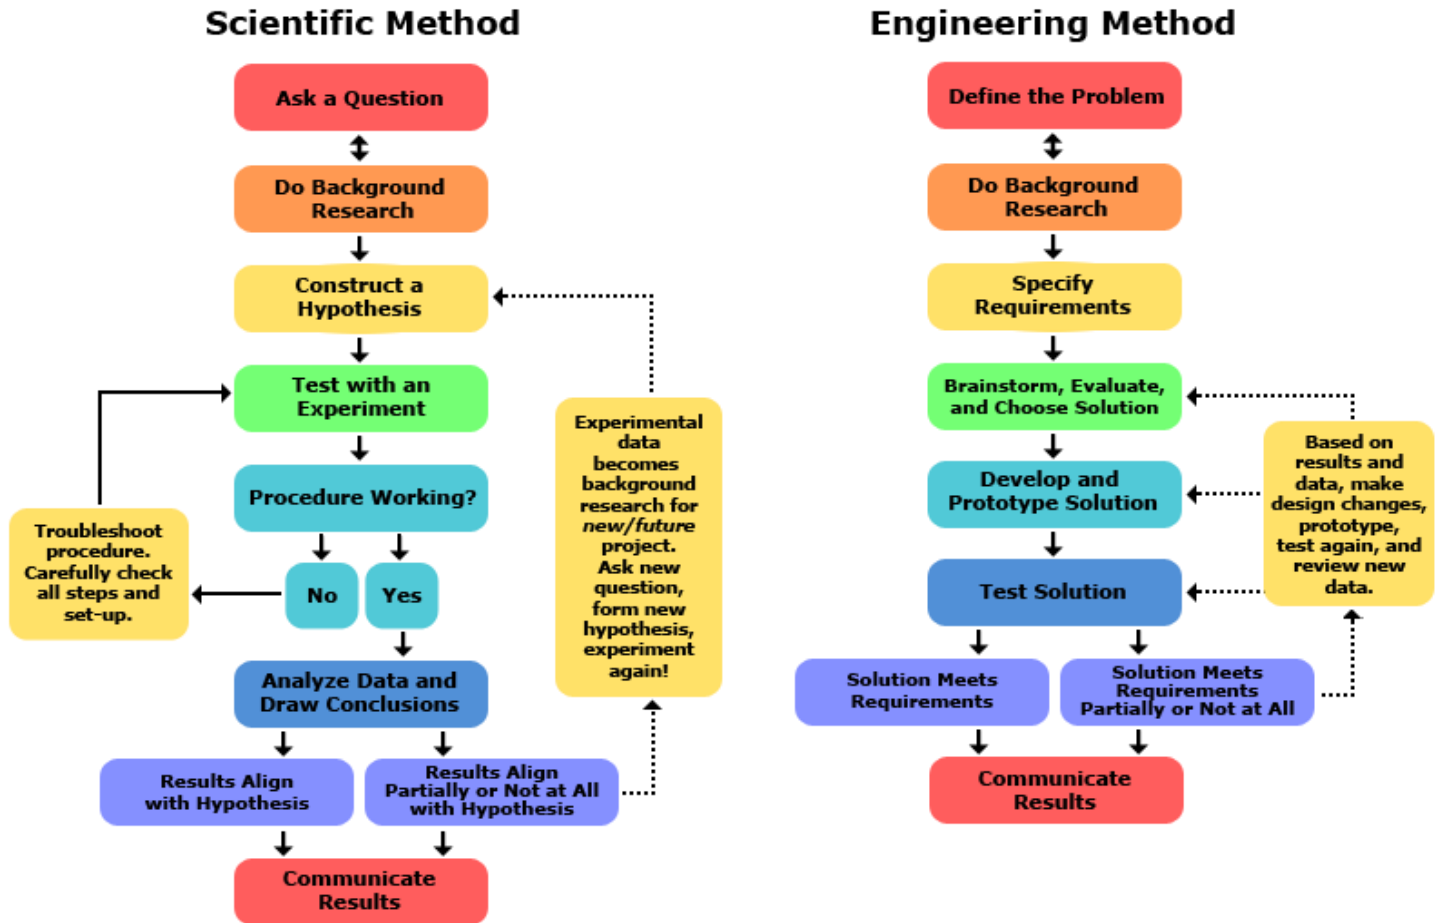 Scientific Method
Ask a Question
Do Background
Research
Construct a
Hypothesis
Test with an
Experiment
Procedure Working?
No
Yes
Troubleshoot
procedure.
Carefully check
all steps and
set-up.
Analyze Data and
Draw Conclusions
Results Align
with Hypothesis
Results Align
Partially or Not at All
with Hypothesis
Experimental
data
becomes
background
research for
new/future
project.
Ask new
question,
form new
hypothesis,
experiment
again!
Communicate
Results
Engineering Method
Define the Problem
Do Background
Research
Specify
Requirements
Brainstorm, Evaluate,
and Choose Solution
Develop and
Prototype Solution
Test Solution
Based on
results and
data, make
design changes,
prototype,
test again, and
review new
data.
Solution Meets
Requirements
Solution Meets
Requirements
Partially or Not at All
Communicate
Results